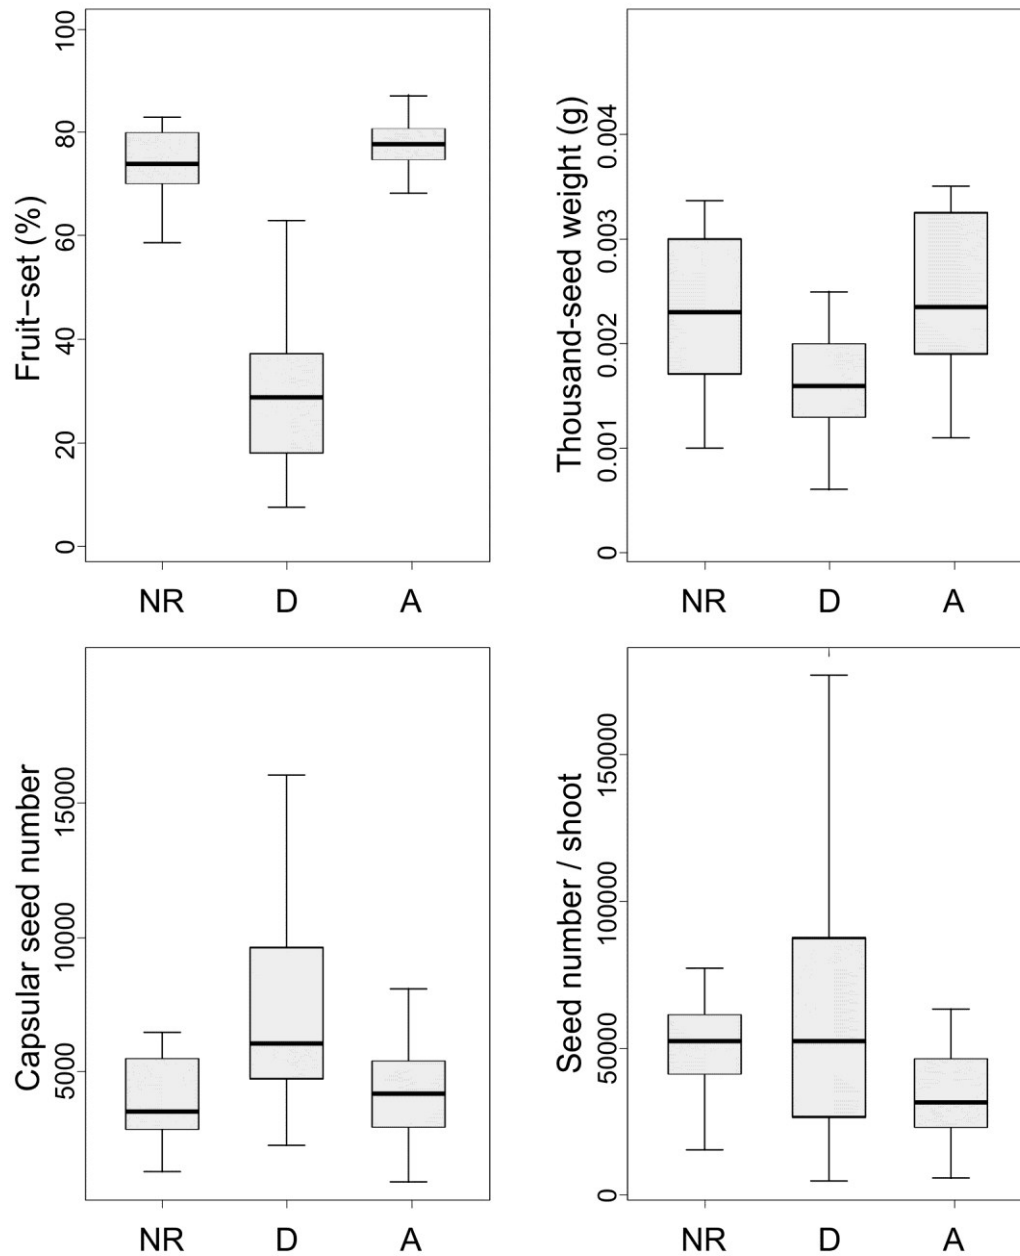 Fruit−set (%)
100
80
60
40
20
0
NR D A
Thousand-seed weight (g)
0.004
0.003
0.002
0.001
0
NR D A
Capsular seed number
15000
10000
5000
NR D A
Seed number / shoot
150000
100000
50000
0
NR D A